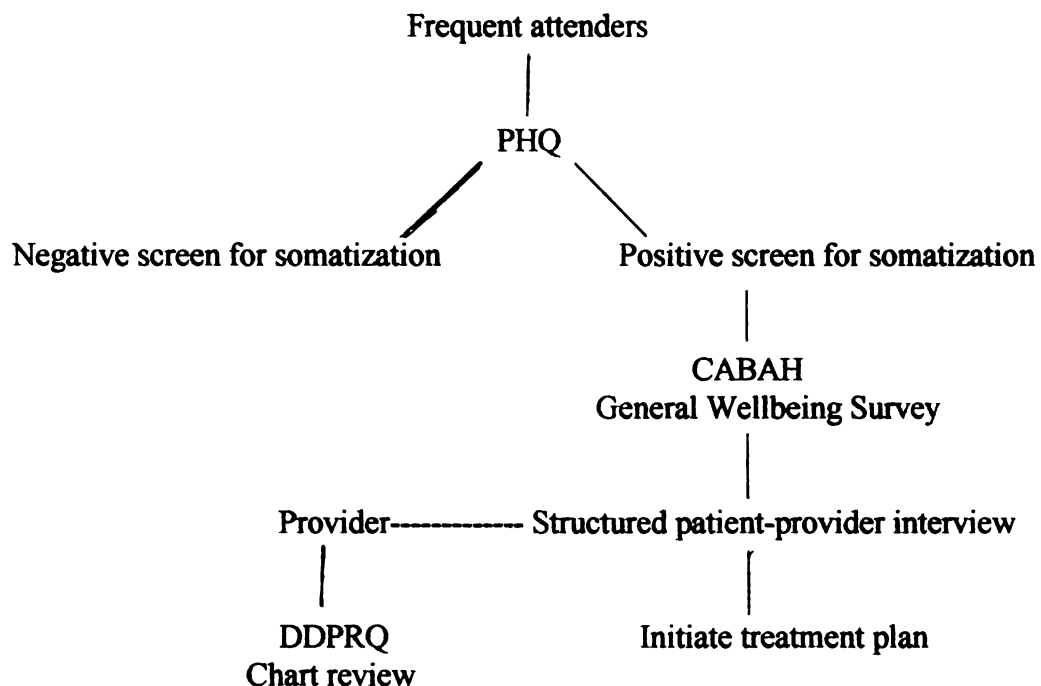 Frequent attenders
PHQ
Negative screen for somatization
Positive screen for somatization
CABAH
General Wellbeing Survey
Provider------------- Structured patient-provider interview
DDPRQ
Chart review
Initiate treatment plan